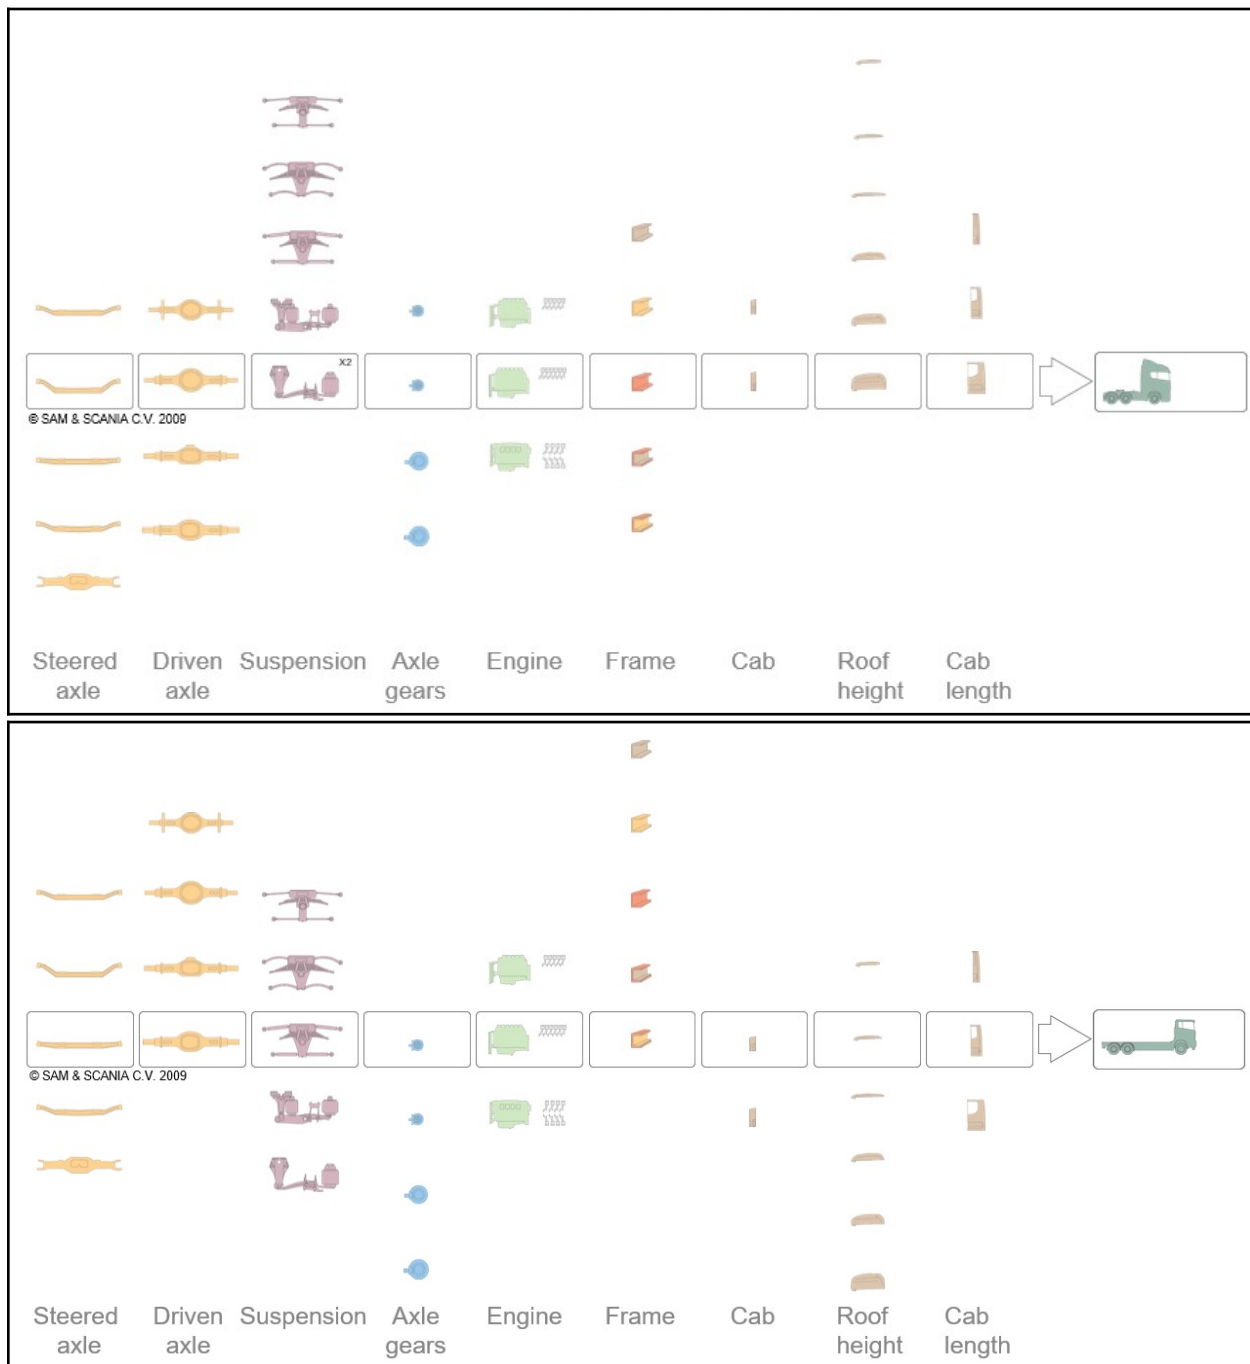 X2
© SAM & SCANIA C.V. 2009
Steered axle
Driven axle
Suspension
Axle gears
Engine
Frame
Cab
Roof height
Cab length
© SAM & SCANIA C.V. 2009
Steered axle
Driven axle
Suspension
Axle gears
Engine
Frame
Cab
Roof height
Cab length